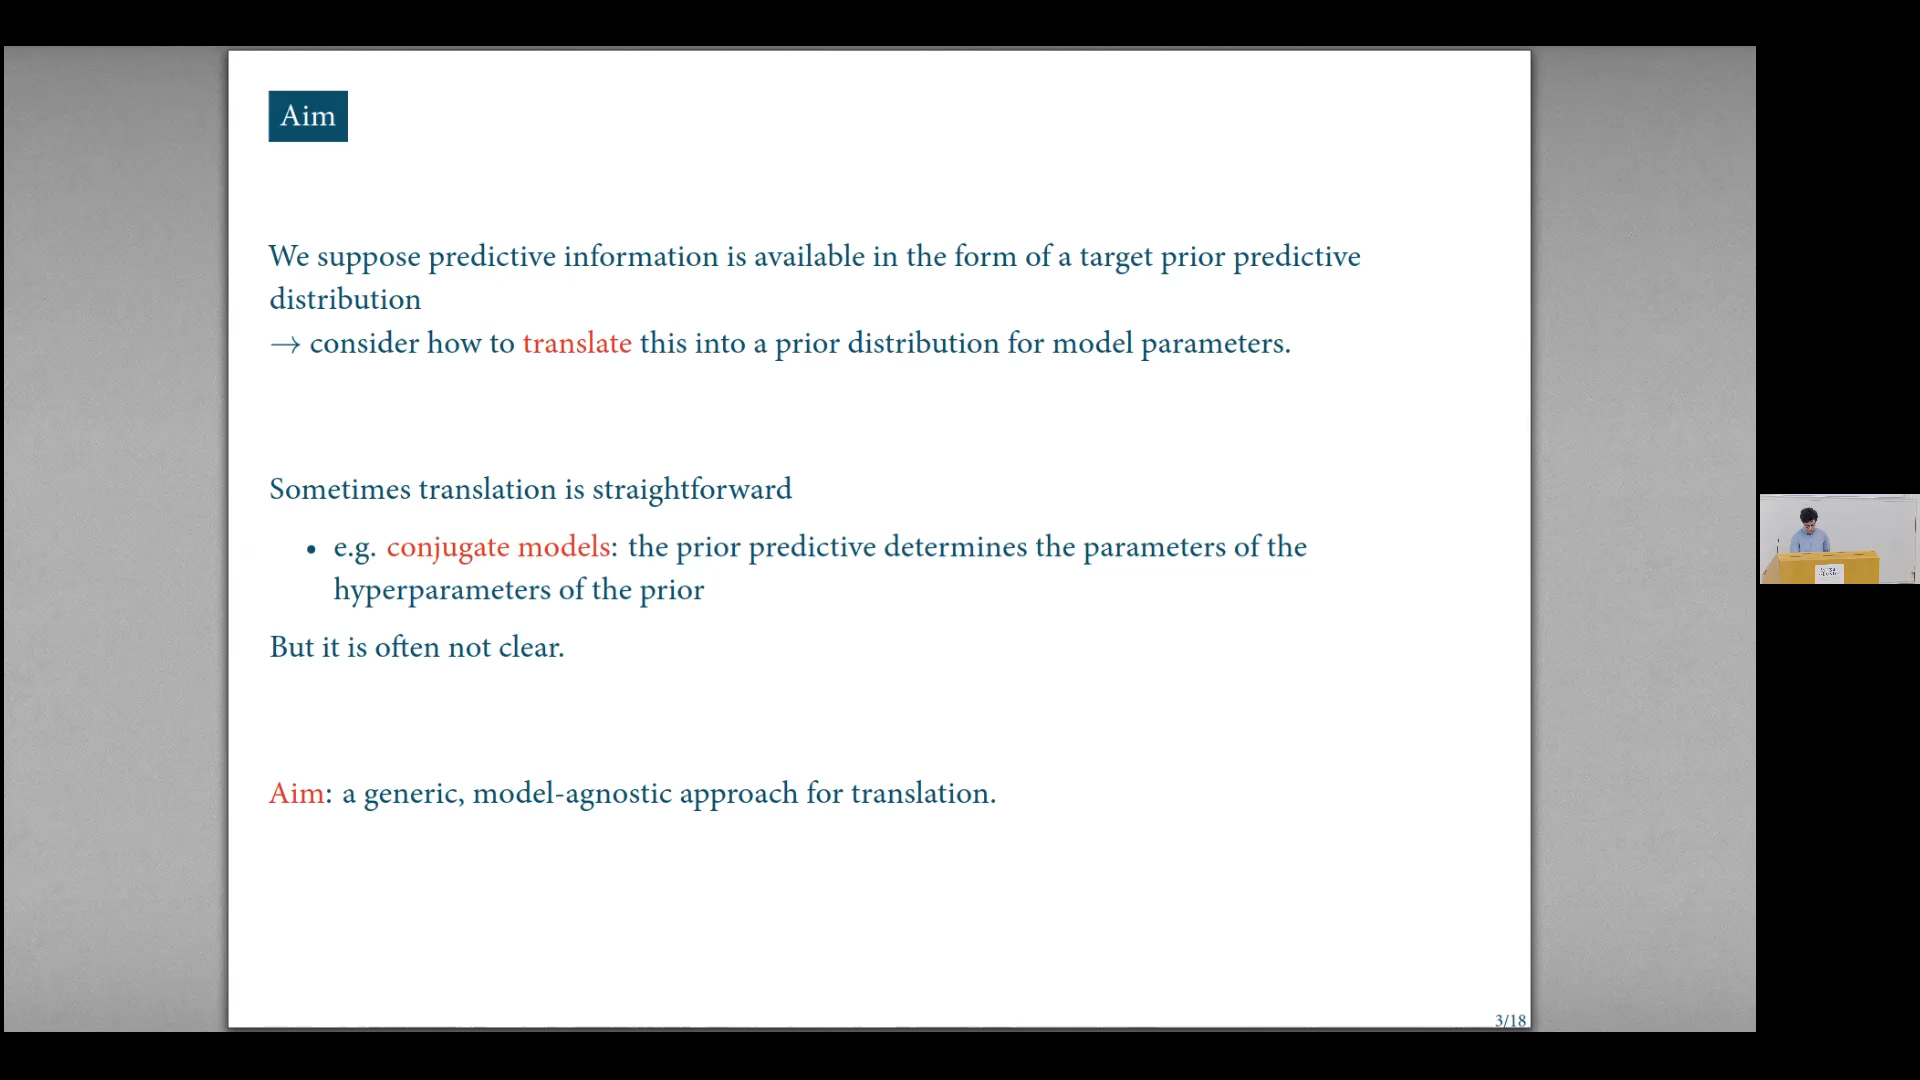 Aim
We suppose predictive information is available in the form of a target prior predictive
distribution
→ consider how to translate this into a prior distribution for model parameters.
Sometimes translation is straightforward
• e.g. conjugate models: the prior predictive determines the parameters of the
hyperparameters of the prior
But it is often not clear.
Aim: a generic, model-agnostic approach for translation.
3/18